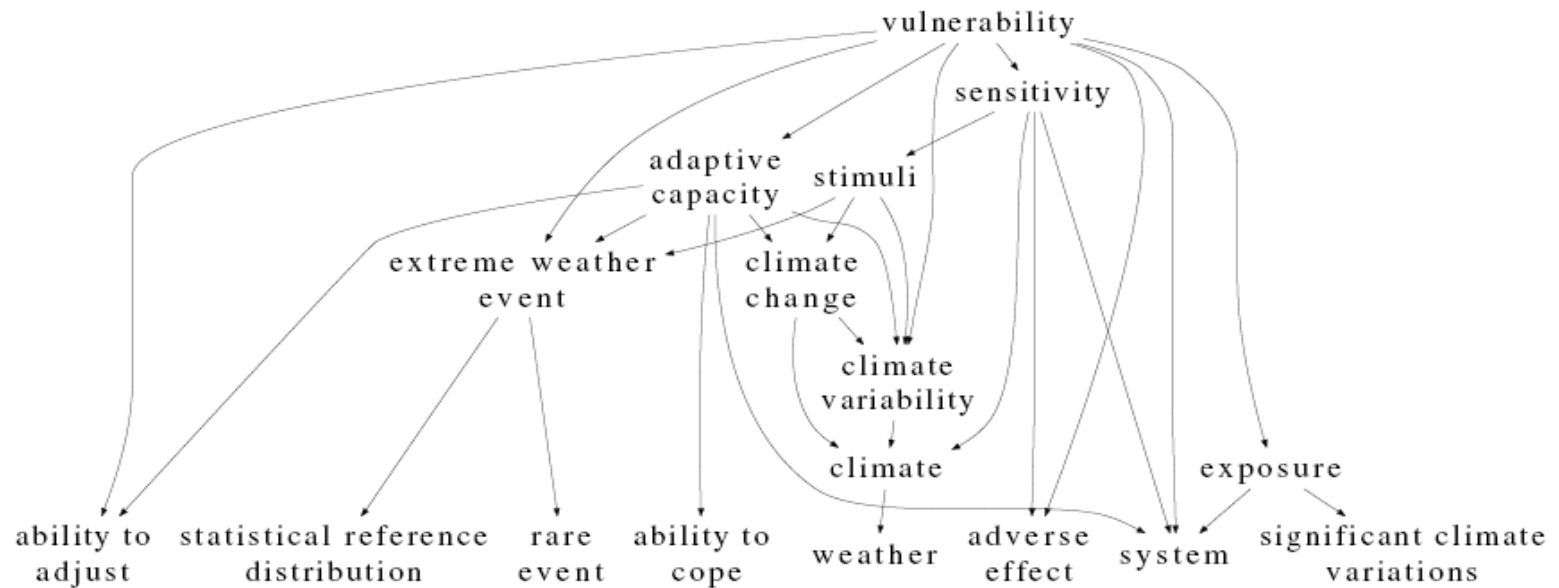 vulnerability
sensitivity
adaptive
capacity
stimuli
extreme weather
event
climate
change
climate
variability
climate
exposure
ability to
adjust
statistical reference
distribution
rare
event
ability to
cope
weather
adverse
effect
system
significant climate
variations